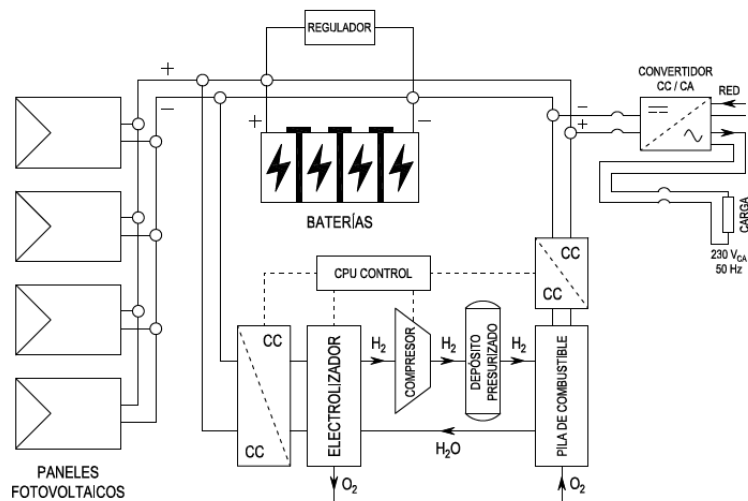 REGULADOR
+
−
+
−
BATERÍAS
CONVERTIDOR
CC / CA
RED
−
+
CARGA
230 V_CA
50 Hz
CPU CONTROL
CC
CC
CC
CC
ELECTROLIZADOR
H₂
COMPRESOR
H₂
DEPÓSITO
PRESURIZADO
H₂
PILA DE COMBUSTIBLE
H₂O
O₂
O₂
PANELES
FOTOVOLTAICOS